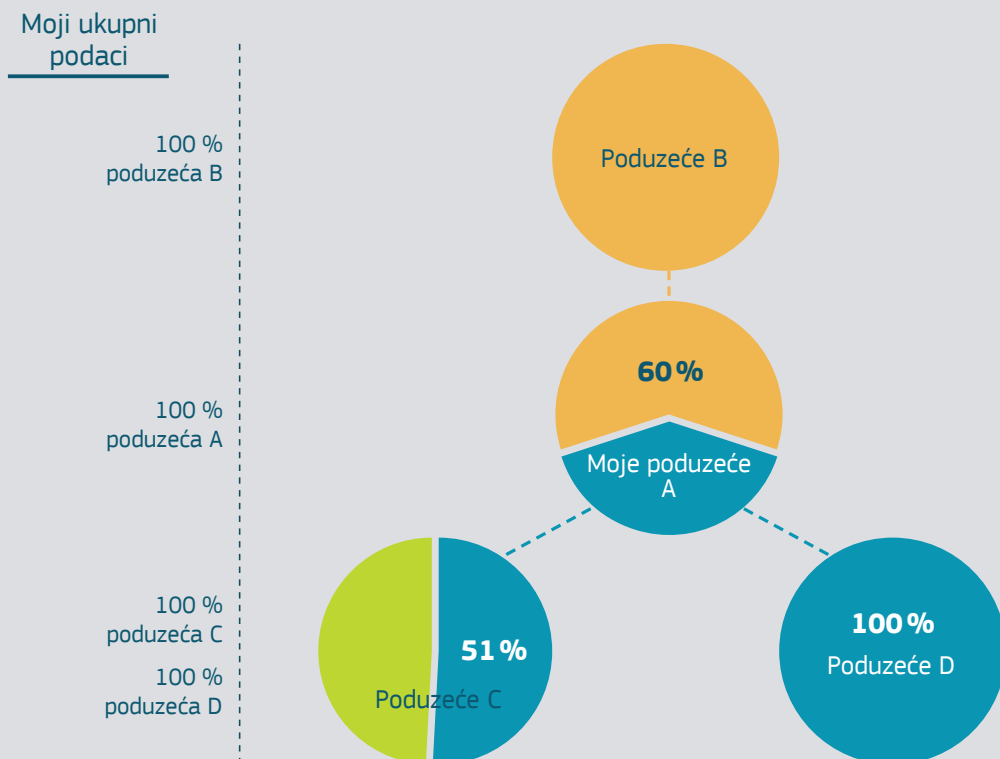 Moji ukupni
podaci
100 %
poduzeća B
Poduzeće B
60 %
100 %
poduzeća A
Moje poduzeće
A
100 %
poduzeća C
100 %
poduzeća D
51 %
Poduzeće C
100 %
Poduzeće D